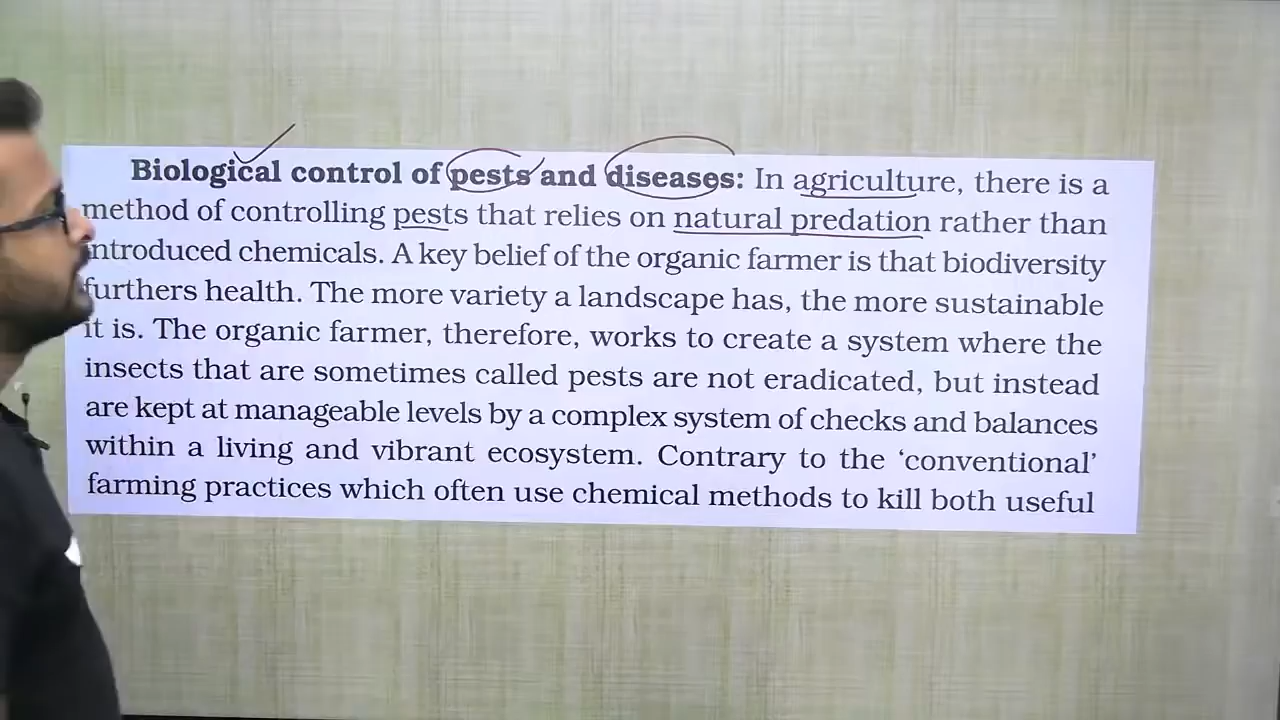 Biological control of pests and diseases: In agriculture, there is a
method of controlling pests that relies on natural predation rather than
introduced chemicals. A key belief of the organic farmer is that biodiversity
furthers health. The more variety a landscape has, the more sustainable
it is. The organic farmer, therefore, works to create a system where the
insects that are sometimes called pests are not eradicated, but instead
are kept at manageable levels by a complex system of checks and balances
within a living and vibrant ecosystem. Contrary to the ‘conventional’
farming practices which often use chemical methods to kill both useful